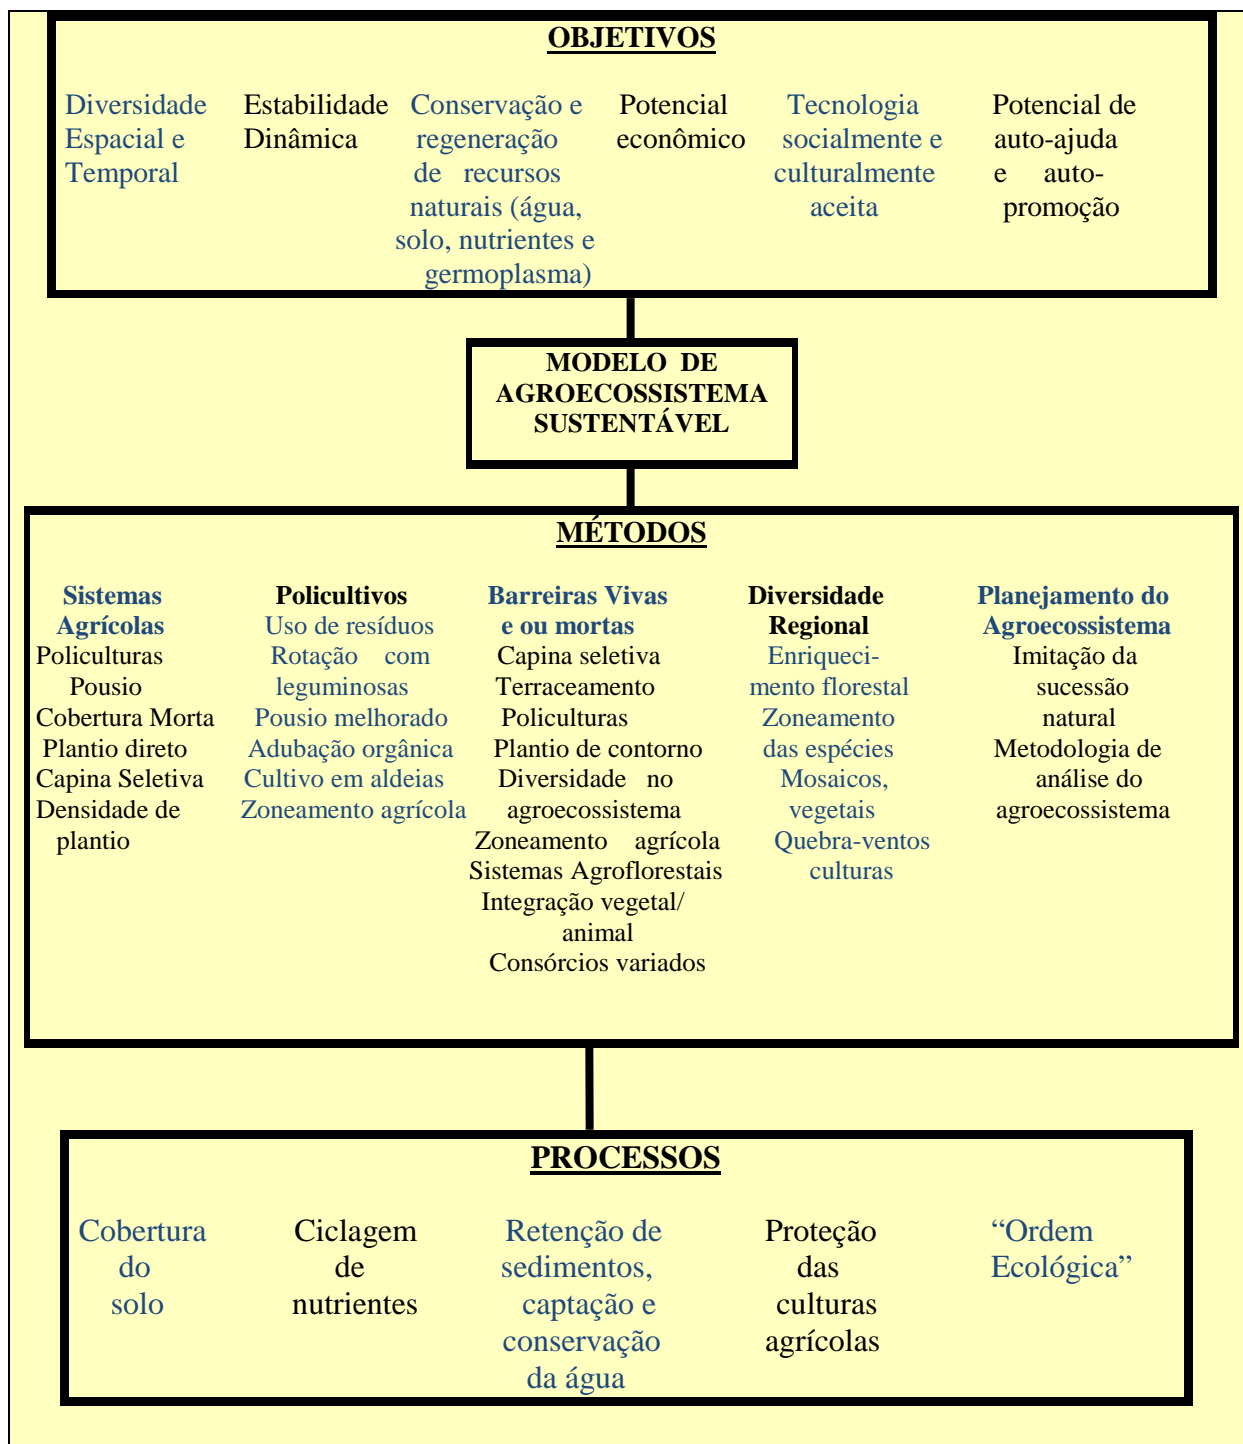 OBJETIVOS
Diversidade
Espacial e
Temporal
Estabilidade
Dinâmica
Conservação e
regeneração
de recursos
naturais (água,
solo, nutrientes e
germoplasma)
Potencial
econômico
Tecnologia
socialmente e
culturalmente
aceita
Potencial de
auto-ajuda
e auto-
promoção
MODELO DE
AGROECOSSISTEMA
SUSTENTÁVEL
MÉTODOS
Sistemas
Agrícolas
Policulturas
Pousio
Cobertura Morta
Plantio direto
Capina Seletiva
Densidade de
plantio
Policultivos
Uso de resíduos
Rotação com
leguminosas
Pousio melhorado
Adubação orgânica
Cultivo em aldeias
Zoneamento agrícola
Barreiras Vivas
e ou mortas
Capina seletiva
Terraceamento
Policulturas
Plantio de contorno
Diversidade no
agroecossistema
Zoneamento agrícola
Sistemas Agroflorestais
Integração vegetal/
animal
Consórcios variados
Diversidade
Regional
Enriqueci-
mento florestal
Zoneamento
das espécies
Mosaicos,
vegetais
Quebra-ventos
culturas
Planejamento do
Agroecossistema
Imitação da
sucessão
natural
Metodologia de
análise do
agroecossistema
PROCESSOS
Cobertura
do
solo
Ciclagem
de
nutrientes
Retenção de
sedimentos,
captação e
conservação
da água
Proteção
das
culturas
agrícolas
“Ordem
Ecológica”